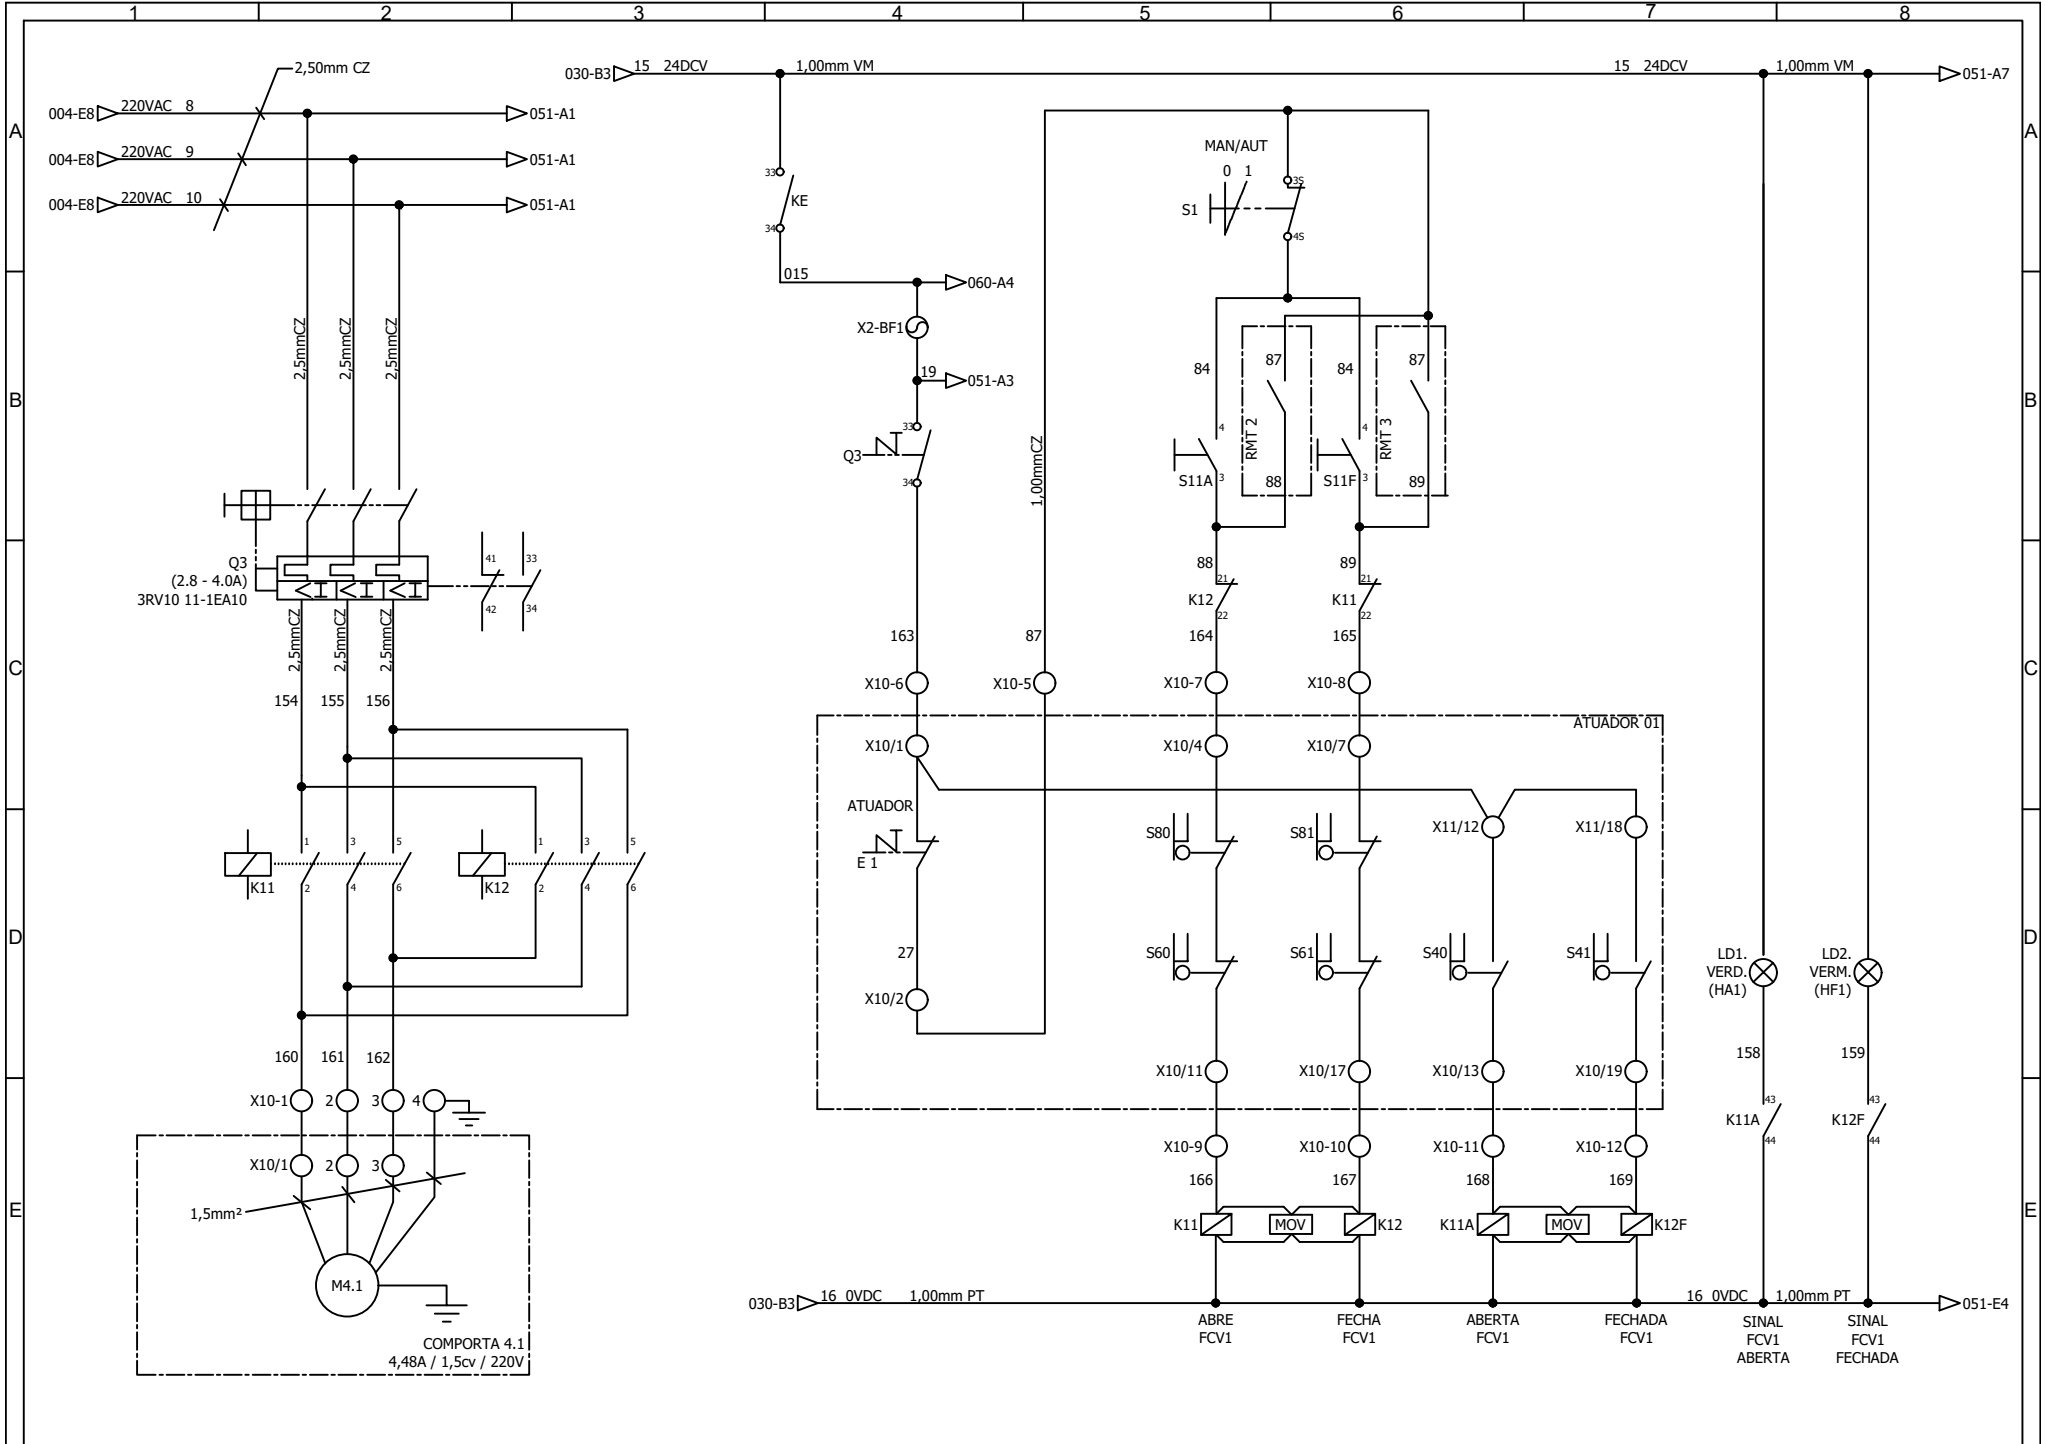 1 2 3 4 5 6 7 8
A
B
C
D
E
A
B
C
D
E
2,50mm CZ
004-E8 220VAC 8 051-A1
004-E8 220VAC 9 051-A1
004-E8 220VAC 10 051-A1
2,5mmCZ
2,5mmCZ
2,5mmCZ
Q3
(2.8 - 4.0A)
3RV10 11-1EA10
41
42
33
34
2,5mmCZ
2,5mmCZ
2,5mmCZ
154 155 156
1 3 5
K11
2 4 6
1 3 5
K12
2 4 6
160 161 162
X10-1 2 3 4
X10/1 2 3
1,5mm²
M4.1
COMPORTA 4.1
4,48A / 1,5cv / 220V
030-B3 15 24DCV 1,00mm VM 15 24DCV 1,00mm VM 051-A7
33
KE
34
015
060-A4
X2-BF1
19
051-A3
33
Q3
34
1,00mmCZ
163
87
X10-6
X10-5
MAN/AUT
0 1
S1
3S
4S
84
87
84
87
RMT 2
RMT 3
4
S11A
3
88
4
S11F
3
89
88
89
21
K12
22
21
K11
22
164
165
X10-7
X10-8
ATUADOR 01
X10/1
X10/4
X10/7
ATUADOR
E 1
27
X10/2
S80
S81
X11/12
X11/18
S60
S61
S40
S41
X10/11
X10/17
X10/13
X10/19
X10-9
X10-10
X10-11
X10-12
166
167
168
169
K11
MOV
K12
K11A
MOV
K12F
LD1.
VERD.
(HA1)
LD2.
VERM.
(HF1)
158
159
43
K11A
44
43
K12F
44
030-B3 16 0VDC 1,00mm PT 16 0VDC 1,00mm PT 051-E4
ABRE
FCV1
FECHA
FCV1
ABERTA
FCV1
FECHADA
FCV1
SINAL
FCV1
ABERTA
SINAL
FCV1
FECHADA